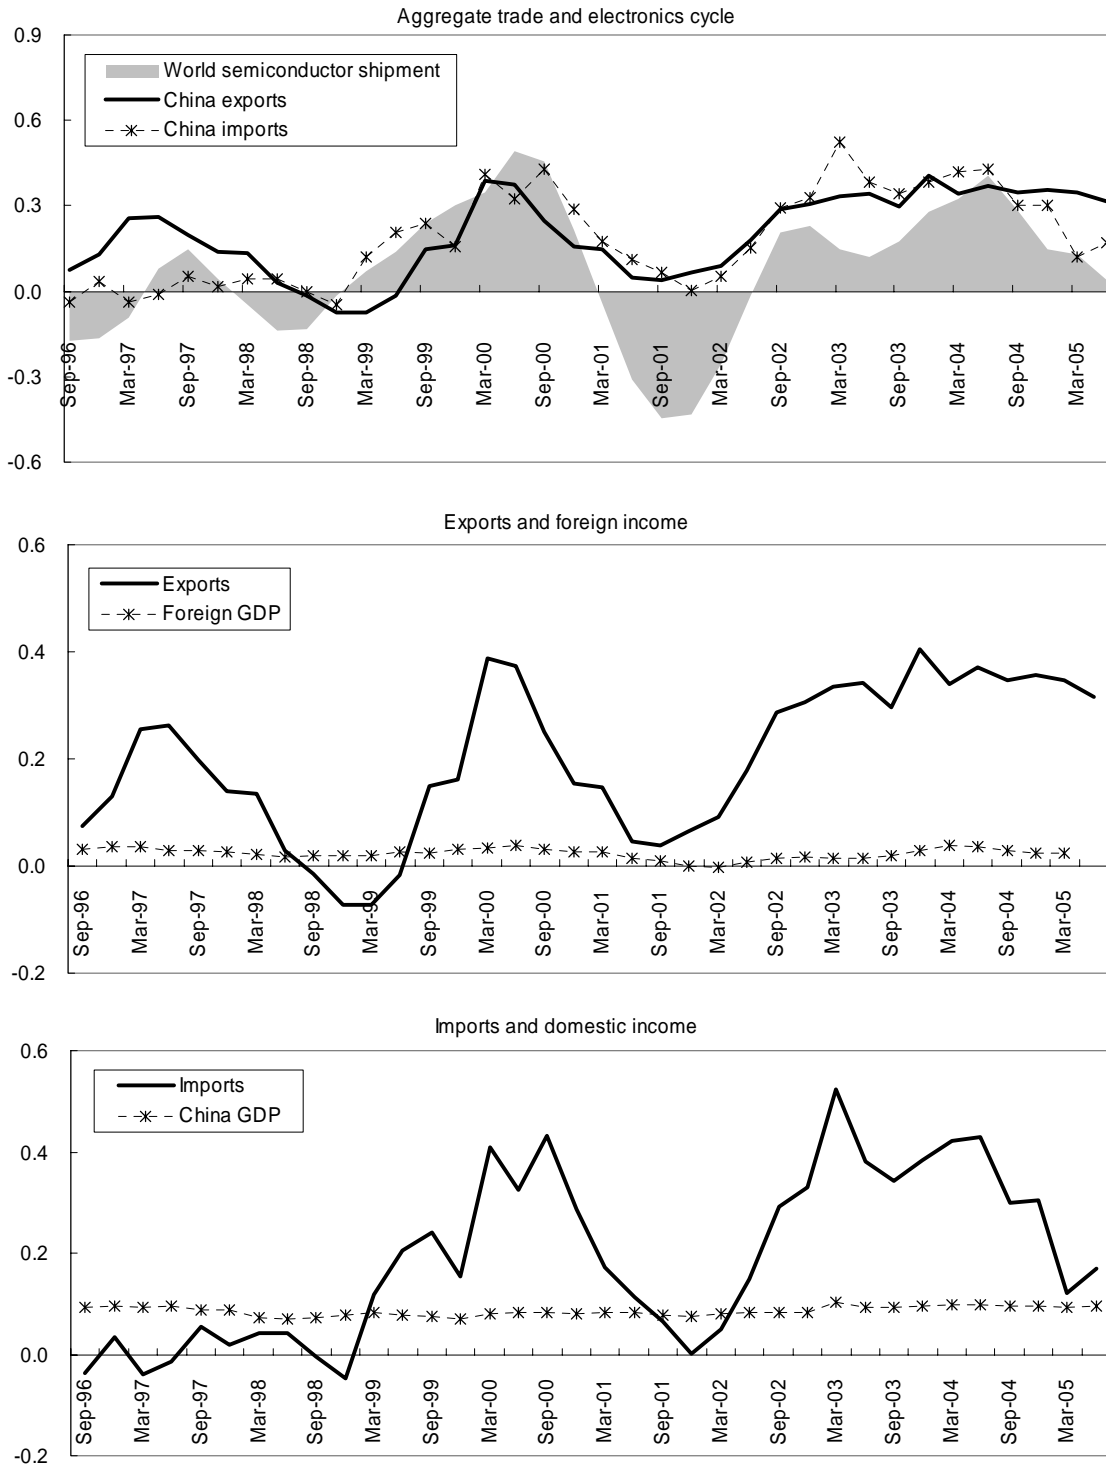 Aggregate trade and electronics cycle
0.9
World semiconductor shipment
China exports
China imports
0.6
0.3
0.0
-0.3
-0.6
Sep-96
Mar-97
Sep-97
Mar-98
Sep-98
Mar-99
Sep-99
Mar-00
Sep-00
Mar-01
Sep-01
Mar-02
Sep-02
Mar-03
Sep-03
Mar-04
Sep-04
Mar-05
Exports and foreign income
0.6
Exports
Foreign GDP
0.4
0.2
0.0
-0.2
Sep-96
Mar-97
Sep-97
Mar-98
Sep-98
Mar-99
Sep-99
Mar-00
Sep-00
Mar-01
Sep-01
Mar-02
Sep-02
Mar-03
Sep-03
Mar-04
Sep-04
Mar-05
Imports and domestic income
0.6
Imports
China GDP
0.4
0.2
0.0
-0.2
Sep-96
Mar-97
Sep-97
Mar-98
Sep-98
Mar-99
Sep-99
Mar-00
Sep-00
Mar-01
Sep-01
Mar-02
Sep-02
Mar-03
Sep-03
Mar-04
Sep-04
Mar-05